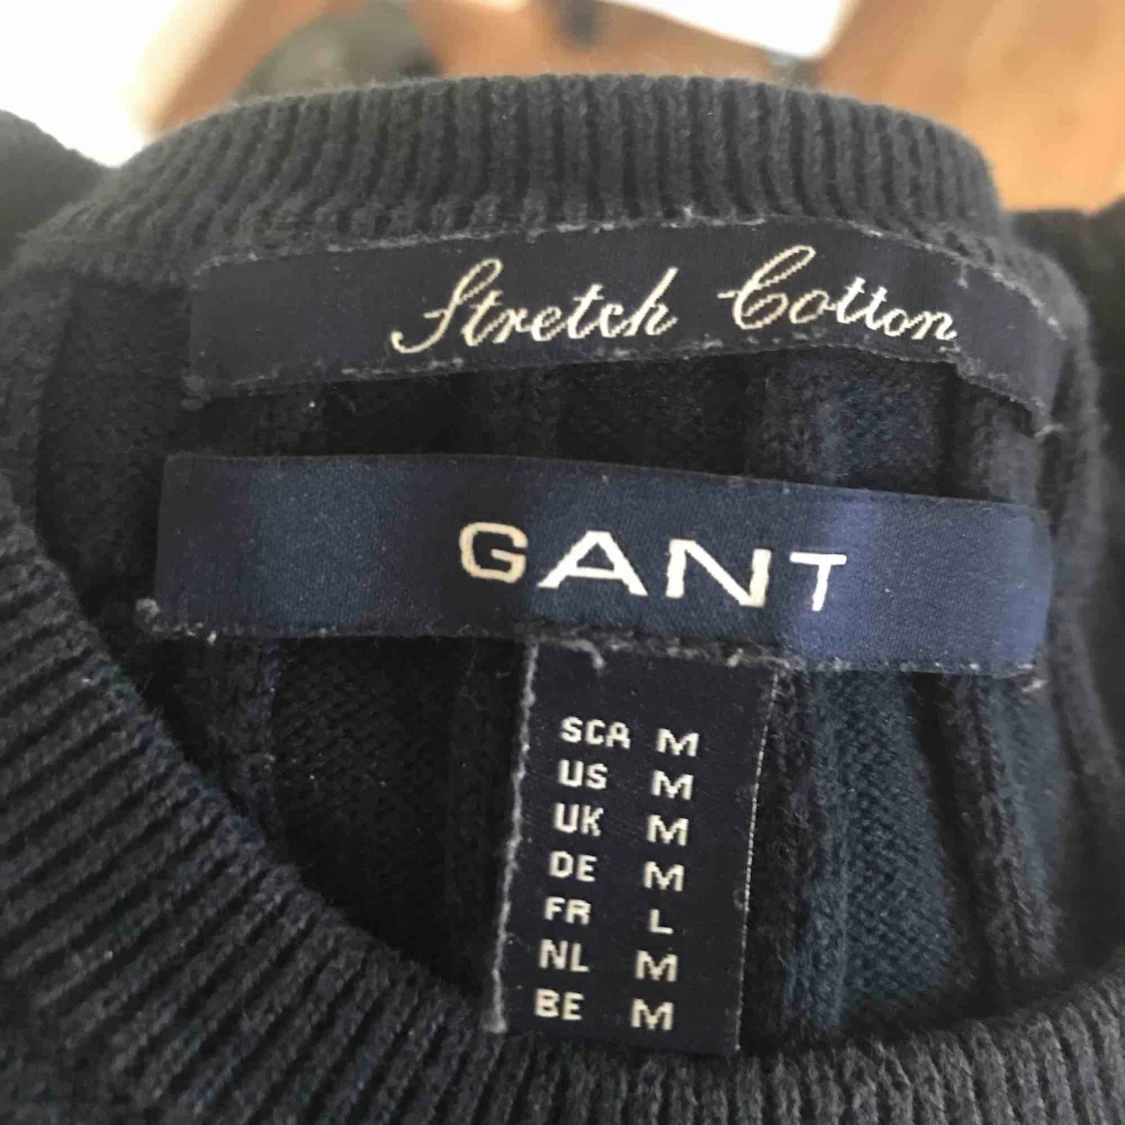 Stretch Cotton
GANT
SCA M
US M
UK M
DE M
FR L
NL M
BE M